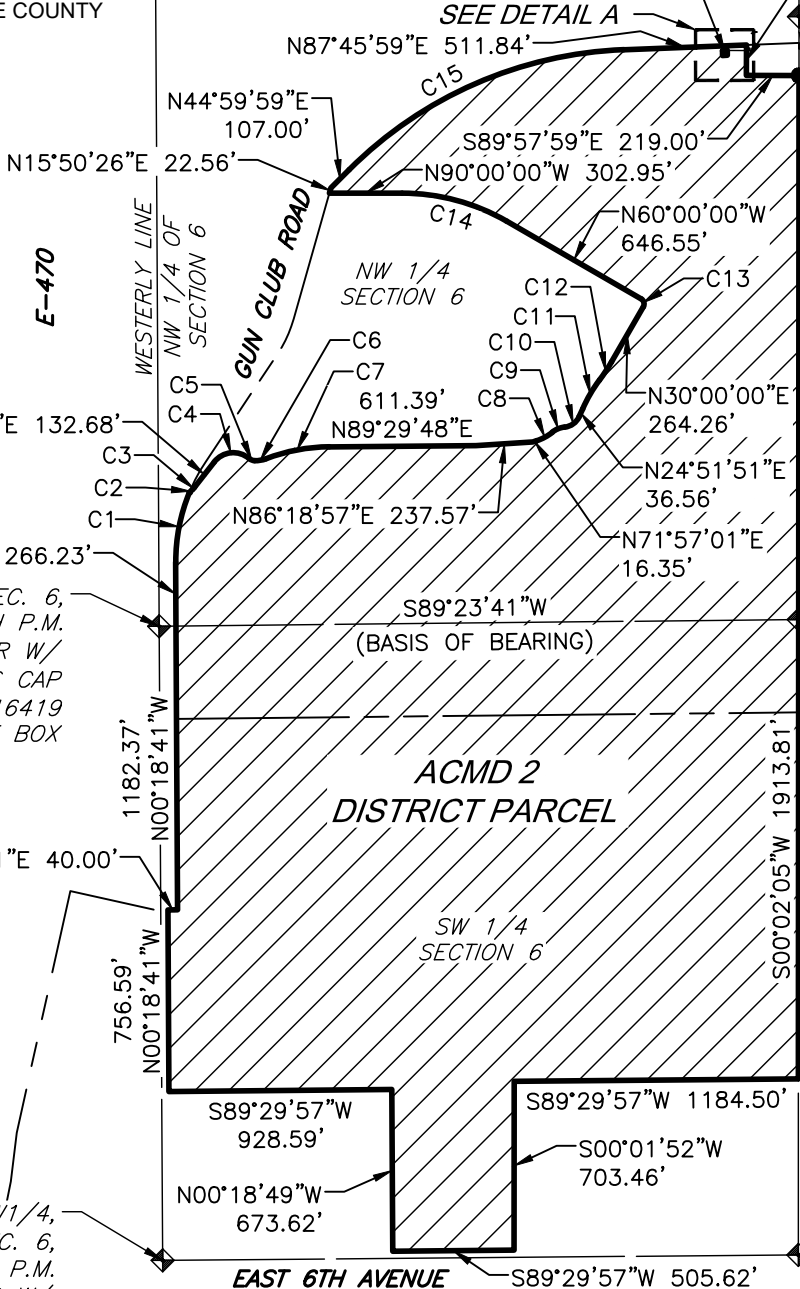 E COUNTY
SEE DETAIL A
N87°45'59"E 511.84'
C15
N44°59'59"E
107.00'
S89°57'59"E 219.00'
N15°50'26"E 22.56'
N90°00'00"W 302.95'
C14
N60°00'00"W
646.55'
WESTERLY LINE
NW 1/4 OF
SECTION 6
GUN CLUB ROAD
E-470
NW 1/4
SECTION 6
C13
C12
C11
C10
C9
C8
C6
C7
C5
C4
611.39'
N89°29'48"E
N30°00'00"E
264.26'
"E 132.68'
C3
C2
C1
N24°51'51"E
36.56'
N86°18'57"E 237.57'
N71°57'01"E
16.35'
266.23'
EC. 6,
P.M.
R W/
CAP
16419
BOX
S89°23'41"W
(BASIS OF BEARING)
1182.37'
N00°18'41"W
ACMD 2
DISTRICT PARCEL
S00°02'05"W 1913.81'
"E 40.00'
SW 1/4
SECTION 6
756.59'
N00°18'41"W
S89°29'57"W
928.59'
S89°29'57"W 1184.50'
S00°01'52"W
703.46'
N00°18'49"W
673.62'
1/4,
C. 6,
P.M.
EAST 6TH AVENUE
S89°29'57"W 505.62'